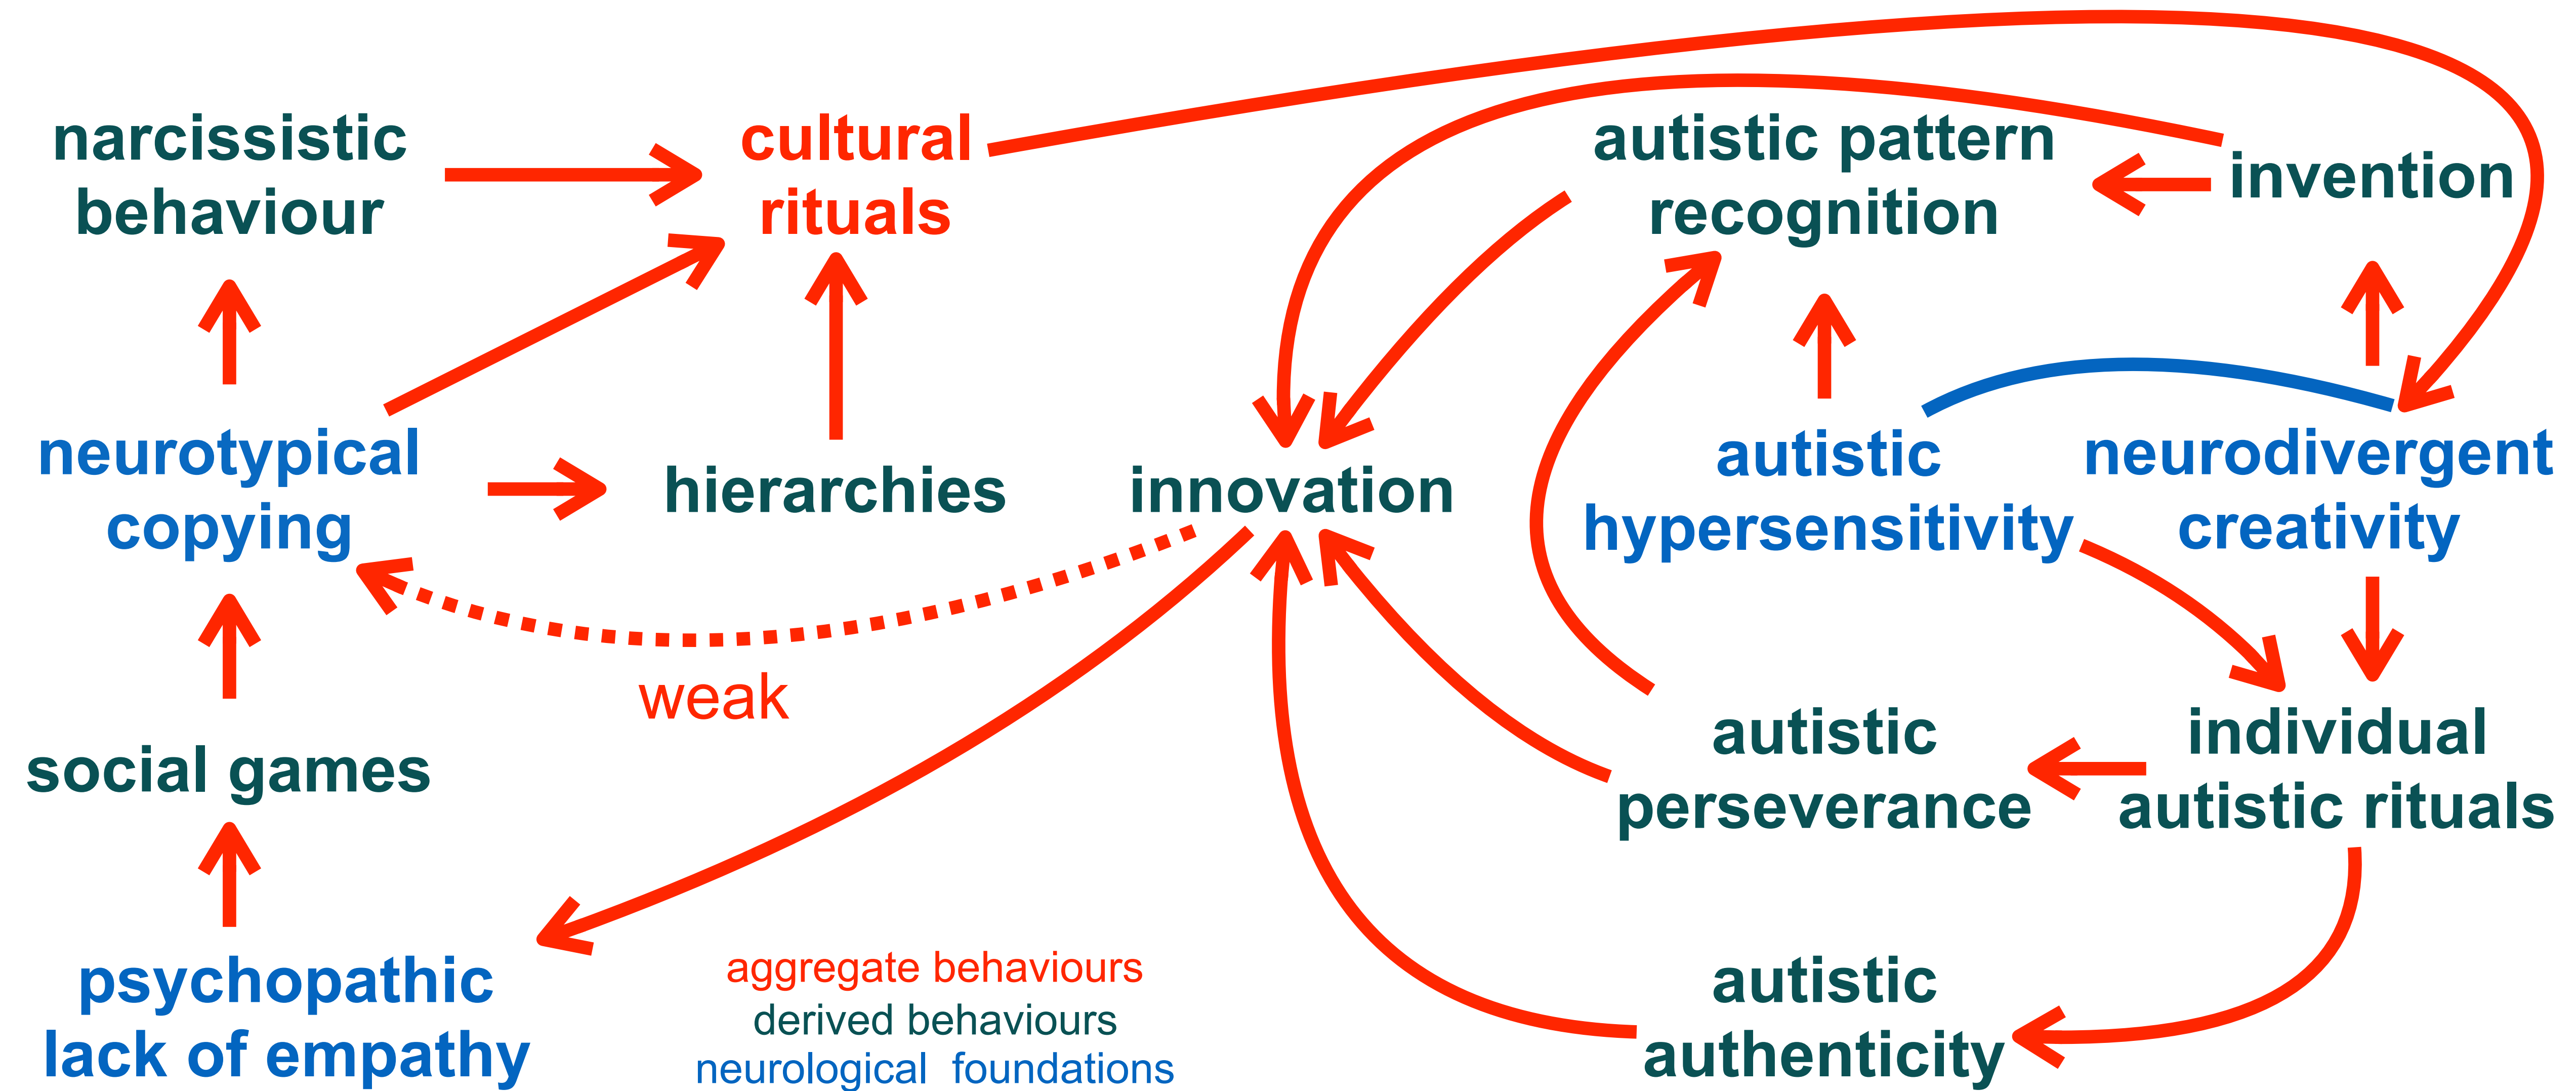 narcissistic
behaviour
cultural
rituals
autistic pattern
recognition
invention
neurotypical
copying
hierarchies
innovation
autistic
hypersensitivity
neurodivergent
creativity
weak
social games
autistic
perseverance
individual
autistic rituals
psychopathic
lack of empathy
aggregate behaviours
derived behaviours
neurological foundations
autistic
authenticity